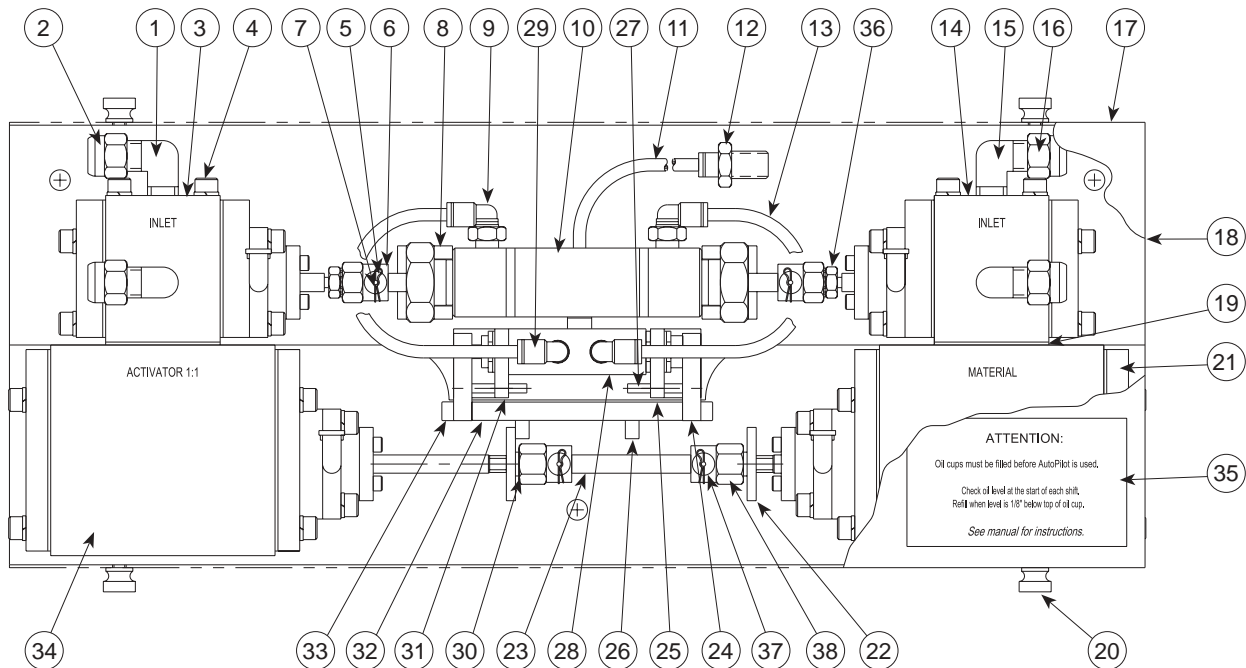 2 1 3 4 7 5 6 8 9 29 10 27 11 12 13 36 14 15 16 17
INLET
INLET
18
19
ACTIVATOR 1:1
MATERIAL
21
ATTENTION:
Oil cups must be filled before AutoPilot is used.
Check oil level at the start of each shift.
Refill when level is 1/8" below top of oil cup.
See manual for instructions.
35
34 33 32 31 30 23 28 26 25 24 37 38 22 20